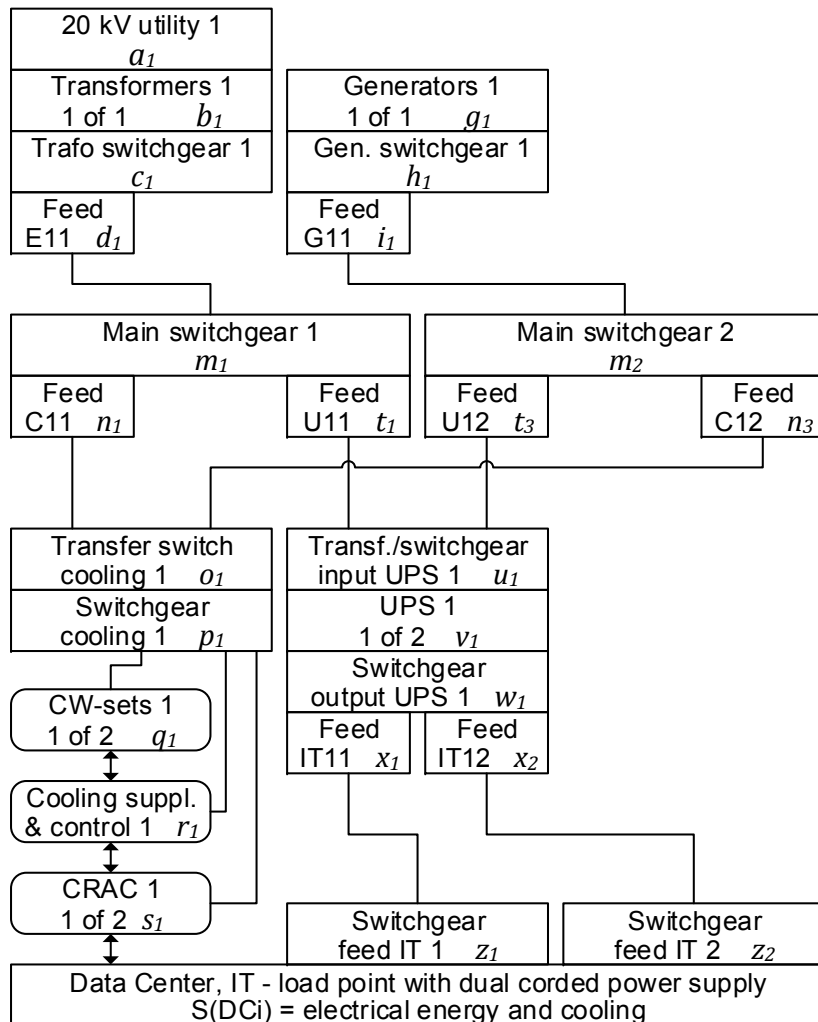 20 kV utility 1
a₁
Transformers 1
1 of 1 b₁
Trafo switchgear 1
c₁
Feed
E11 d₁
Generators 1
1 of 1 g₁
Gen. switchgear 1
h₁
Feed
G11 i₁
Main switchgear 1
m₁
Feed
C11 n₁
Feed
U11 t₁
Main switchgear 2
m₂
Feed
U12 t₃
Feed
C12 n₃
Transfer switch
cooling 1 o₁
Switchgear
cooling 1 p₁
CW-sets 1
1 of 2 q₁
Cooling suppl.
& control 1 r₁
CRAC 1
1 of 2 s₁
Transf./switchgear
input UPS 1 u₁
UPS 1
1 of 2 v₁
Switchgear
output UPS 1 w₁
Feed
IT11 x₁
Feed
IT12 x₂
Switchgear
feed IT 1 z₁
Switchgear
feed IT 2 z₂
Data Center, IT - load point with dual corded power supply
S(DCi) = electrical energy and cooling